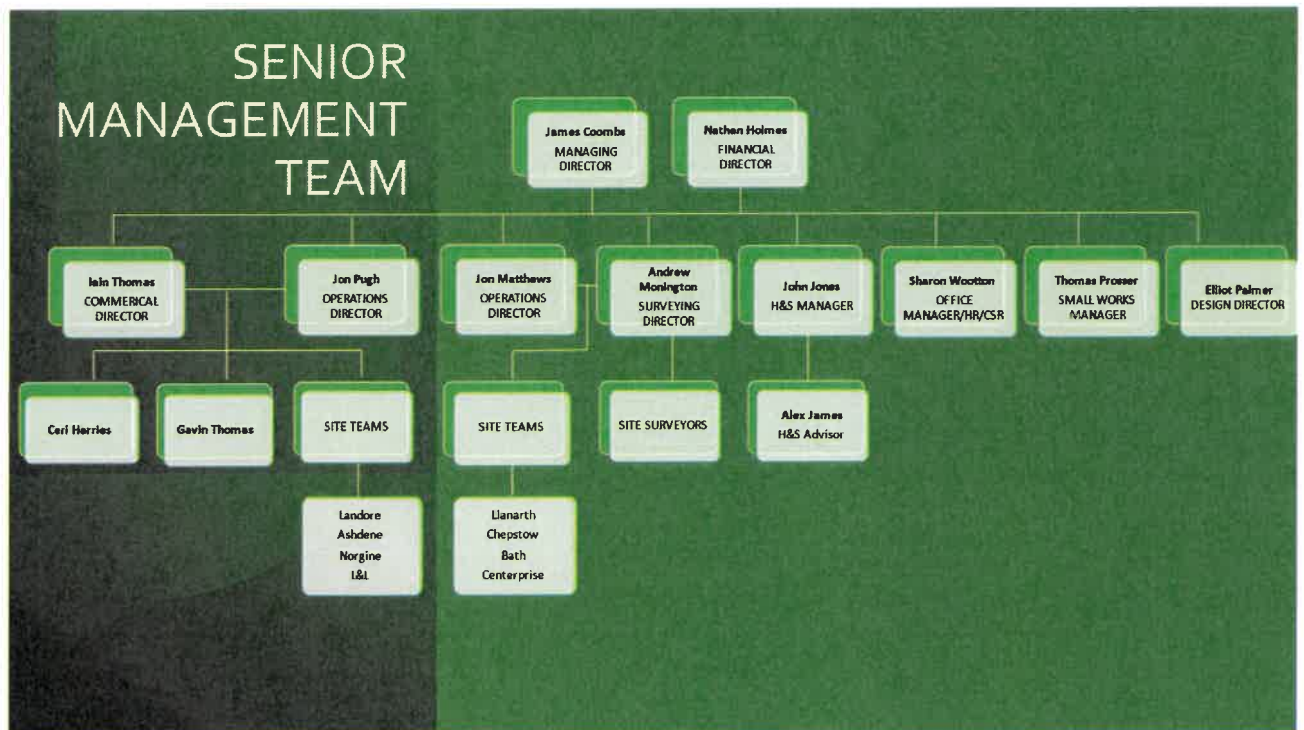 SENIOR
MANAGEMENT
TEAM
James Coombs
MANAGING
DIRECTOR
Nathan Holmes
FINANCIAL
DIRECTOR
Iain Thomas
COMMERICAL
DIRECTOR
Jon Pugh
OPERATIONS
DIRECTOR
Jon Matthews
OPERATIONS
DIRECTOR
Andrew
Monington
SURVEYING
DIRECTOR
John Jones
H&S MANAGER
Sharon Wootton
OFFICE
MANAGER/HR/CSR
Thomas Prosser
SMALL WORKS
MANAGER
Elliot Palmer
DESIGN DIRECTOR
Ceri Harries
Gavin Thomas
SITE TEAMS
SITE TEAMS
SITE SURVEYORS
Alex James
H&S Advisor
Landore
Ashdene
Norgine
L&L
Llanarth
Chepstow
Bath
Centerprise